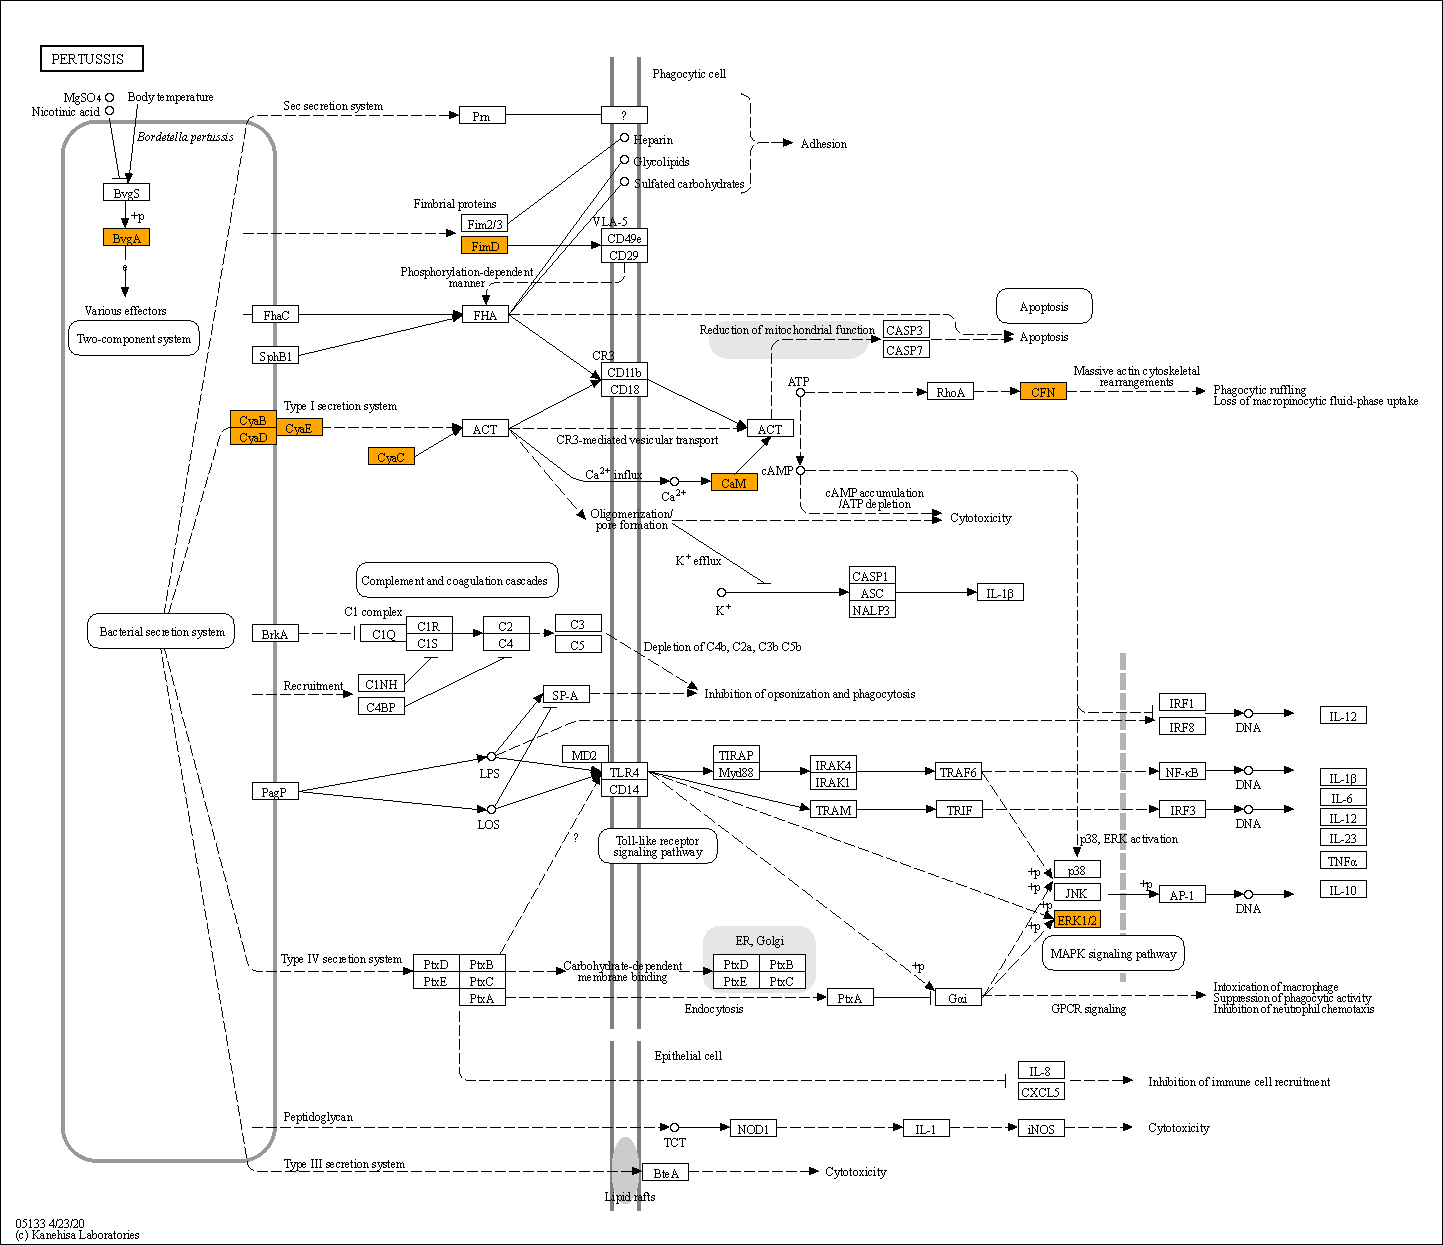 PERTUSSIS
Phagocytic cell
MgSO4
Body temperature
Nicotinic acid
Sec secretion system
Prn
?
Bordetella pertussis
Heparin
Adhesion
Glycolipids
Sulfated carbohydrates
BvgS
Fimbrial proteins
+p
Fim2/3
VLA-5
BvgA
FimD
CD49e
CD29
e
Phosphorylation-dependent
manner
Various effectors
FhaC
FHA
Apoptosis
Two-component system
Reduction of mitochondrial function
CASP3
Apoptosis
SphB1
CASP7
CR3
CD11b
CD18
ATP
RhoA
CFN
Massive actin cytoskeletal
rearrangements
Phagocytic ruffling
Loss of macropinocytic fluid-phase uptake
Type I secretion system
CyaB
CyaE
CyaD
ACT
ACT
CR3-mediated vesicular transport
CyaC
Ca2+ influx
Ca2+
CaM
cAMP
cAMP accumulation
/ATP depletion
Oligomerization/
pore formation
Cytotoxicity
K+ efflux
Complement and coagulation cascades
CASP1
ASC
NALP3
IL-1β
K+
C1 complex
Bacterial secretion system
BrkA
C1Q
C1R
C1S
C2
C4
C3
C5
Depletion of C4b, C2a, C3b C5b
Recruitment
C1NH
C4BP
SP-A
Inhibition of opsonization and phagocytosis
IRF1
IRF8
DNA
IL-12
LPS
MD2
TLR4
CD14
TIRAP
Myd88
IRAK4
IRAK1
TRAF6
NF-κB
DNA
IL-1β
PagP
LOS
TRAM
TRIF
IRF3
DNA
IL-6
IL-12
IL-23
TNFα
IL-10
?
Toll-like receptor
signaling pathway
p38, ERK activation
+p
p38
+p
JNK
+p
AP-1
DNA
+p
ERK1/2
+p
MAPK signaling pathway
ER, Golgi
Type IV secretion system
PtxD
PtxB
PtxE
PtxC
PtxA
Carbohydrate-dependent
membrane binding
PtxD
PtxB
PtxE
PtxC
+p
Endocytosis
PtxA
Gαi
GPCR signaling
Intoxication of macrophage
Suppression of phagocytic activity
Inhibition of neutrophil chemotaxis
Epithelial cell
IL-8
CXCL5
Inhibition of immune cell recruitment
Peptidoglycan
TCT
NOD1
IL-1
iNOS
Cytotoxicity
Type III secretion system
BteA
Cytotoxicity
Lipid rafts
05133 4/23/20
(c) Kanehisa Laboratories